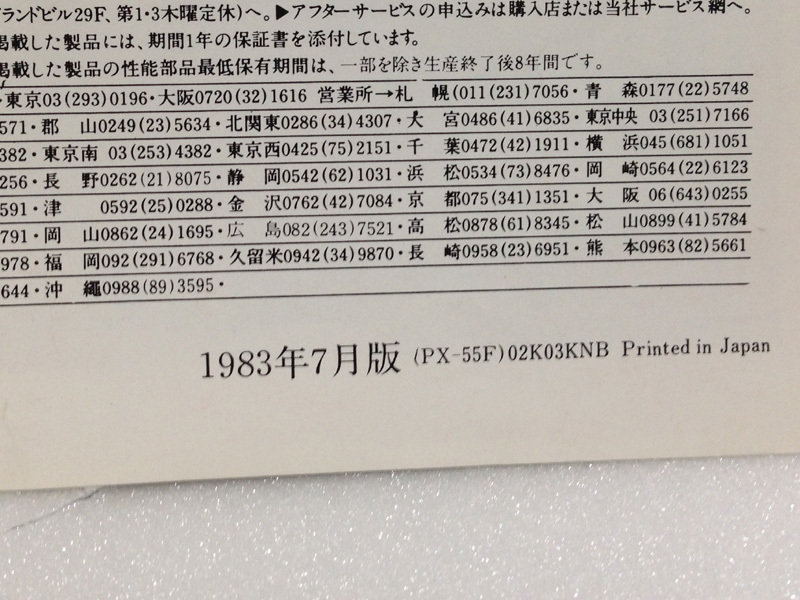 グランドビル29F、第1・3木曜定休)へ。▶アフターサービスの申込みは購入店または当社サービス網へ。
掲載した製品には、期間1年の保証書を添付しています。
掲載した製品の性能部品最低保有期間は、一部を除き生産終了後8年間です。
・東京03(293)0196・大阪0720(32)1616 営業所→札 幌(011(231)7056・青 森0177(22)5748
571・郡 山0249(23)5634・北関東0286(34)4307・大 宮0486(41)6835・東京中央 03(251)7166
382・東京南 03(253)4382・東京西0425(75)2151・千 葉0472(42)1911・横 浜045(681)1051
256・長 野0262(21)8075・静 岡0542(62)1031・浜 松0534(73)8476・岡 崎0564(22)6123
591・津 0592(25)0288・金 沢0762(42)7084・京 都075(341)1351・大 阪 06(643)0255
791・岡 山0862(24)1695・広 島082(243)7521・高 松0878(61)8345・松 山0899(41)5784
978・福 岡092(291)6768・久留米0942(34)9870・長 崎0958(23)6951・熊 本0963(82)5661
644・沖 縄0988(89)3595・
1983年7月版 (PX-55F)02K03KNB Printed in Japan